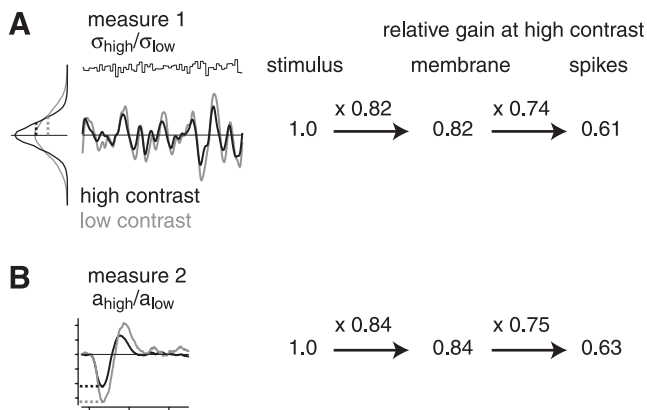 A
measure 1
σhigh/σlow
relative gain at high contrast
stimulus membrane spikes
x 0.82 x 0.74
1.0 0.82 0.61
high contrast
low contrast
B
measure 2
ahigh/alow
x 0.84 x 0.75
1.0 0.84 0.63